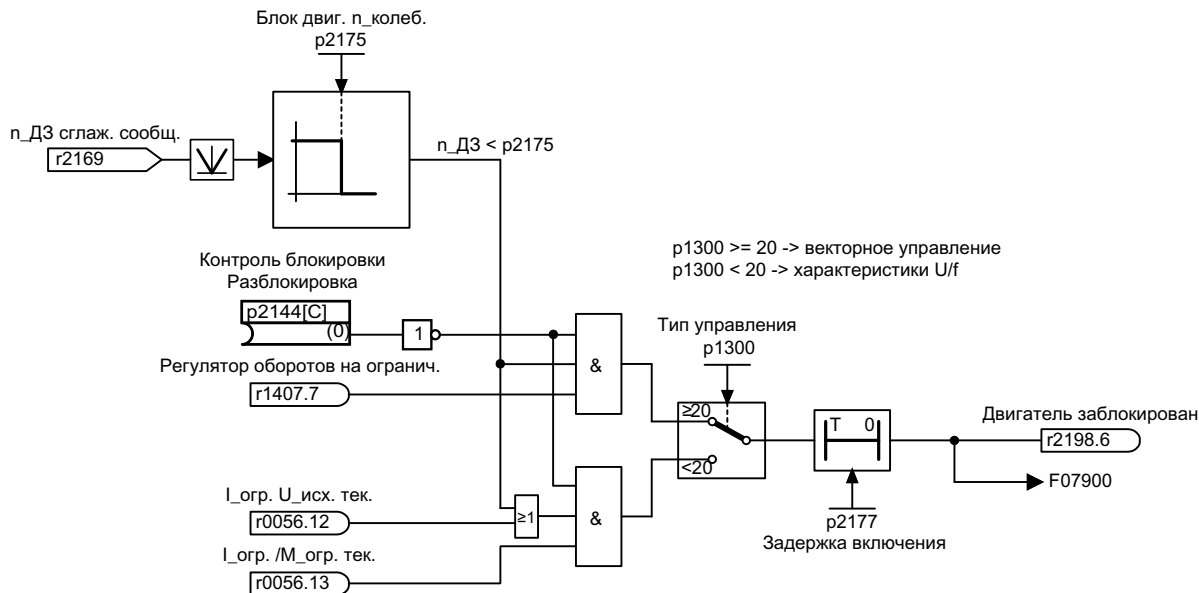 Блок двиг. n_колеб.
p2175
n_ДЗ сглаж. сообщ.
r2169
n_ДЗ < p2175
Контроль блокировки
Разблокировка
p2144[C]
(0)
1
p1300 >= 20 -> векторное управление
p1300 < 20 -> характеристики U/f
Регулятор оборотов на огранич.
r1407.7
&
Тип управления
p1300
≥20
<20
T 0
Двигатель заблокирован
r2198.6
F07900
p2177
Задержка включения
I_огр. U_исх. тек.
r0056.12
≥1
&
I_огр. /M_огр. тек.
r0056.13